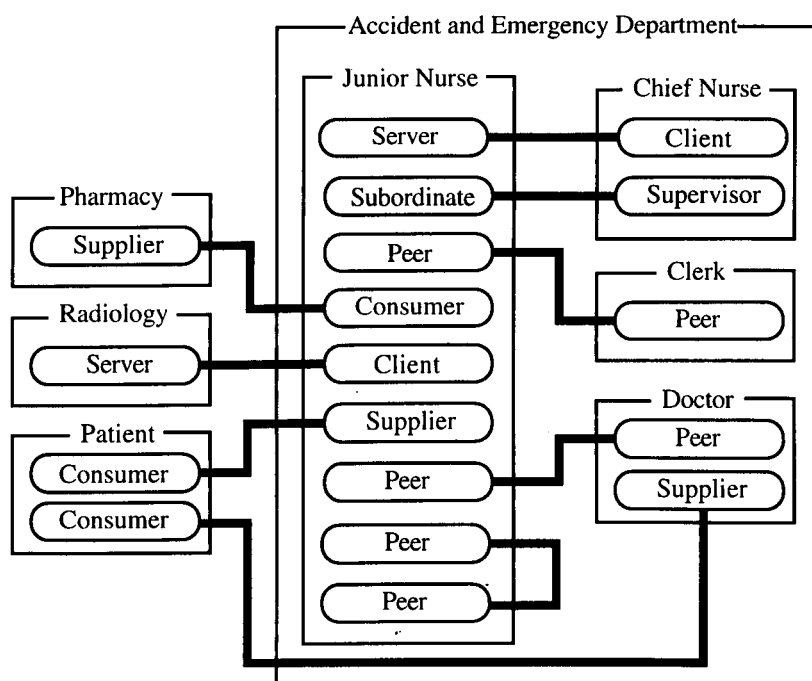 Accident and Emergency Department
Junior Nurse
Server
Subordinate
Peer
Consumer
Client
Supplier
Peer
Peer
Peer
Chief Nurse
Client
Supervisor
Clerk
Peer
Doctor
Peer
Supplier
Pharmacy
Supplier
Radiology
Server
Patient
Consumer
Consumer